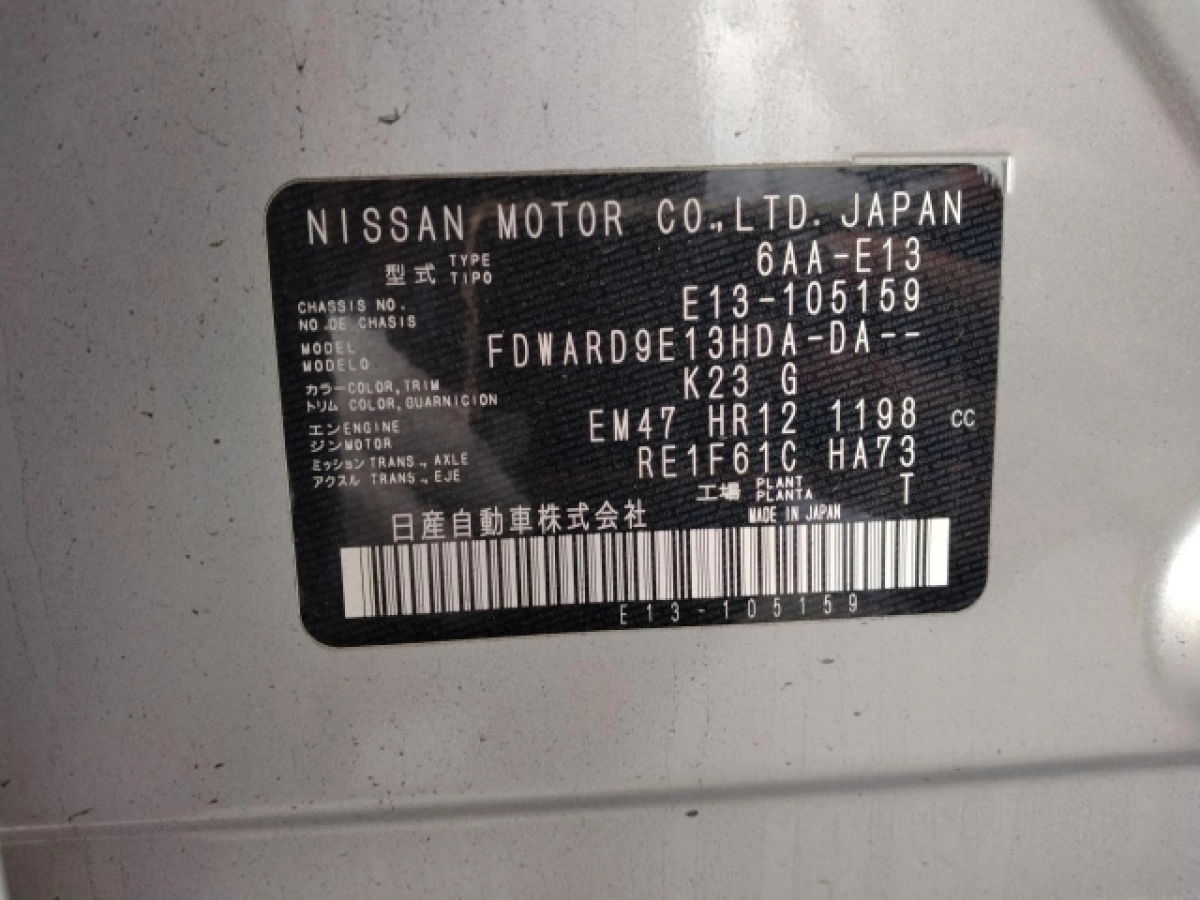 NISSAN MOTOR CO.,LTD. JAPAN
型式 TYPE TIPO 6AA-E13
CHASSIS NO. NO.DE CHASIS E13-105159
MODEL MODELO FDWARD9E13HDA-DA--
カラー COLOR,TRIM トリム COLOR,GUARNICION K23 G
エンジン ENGINE MOTOR EM47 HR12 1198 CC
ミッション TRANS., AXLE アクスル TRANS., EJE RE1F61C HA73
工場 PLANT PLANTA T
日産自動車株式会社 MADE IN JAPAN
E13-105159